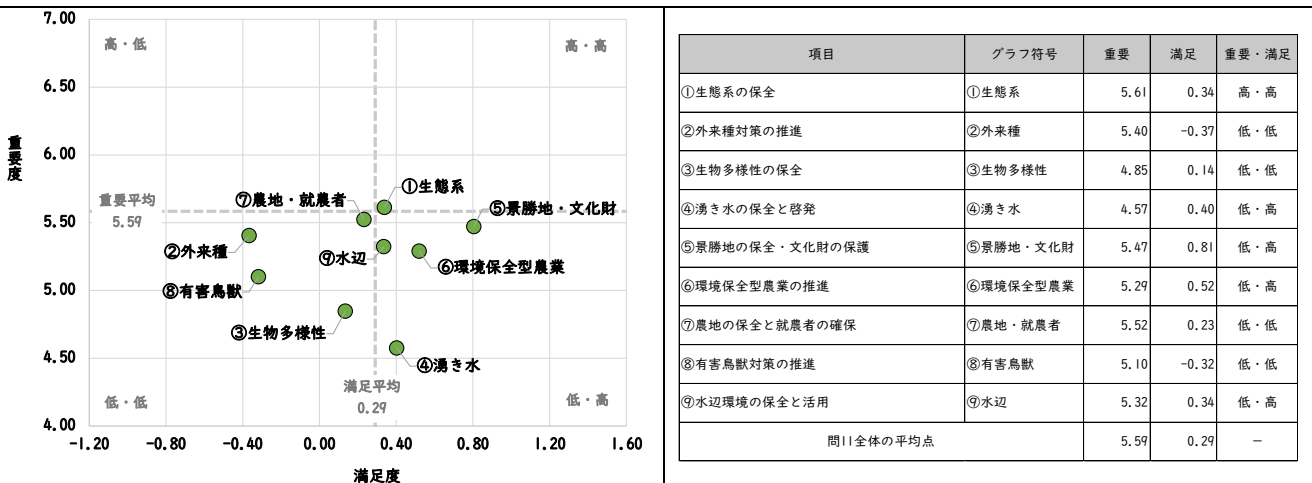 7.00
高・低
高・高
6.50
6.00
重要度
重要平均
5.59
⑦農地・就農者
①生態系
⑤景勝地・文化財
5.50
②外来種
⑨水辺
⑥環境保全型農業
⑧有害鳥獣
5.00
③生物多様性
4.50
④湧き水
満足平均
0.29
低・低
低・高
4.00
-1.20 -0.80 -0.40 0.00 0.40 0.80 1.20 1.60
満足度
項目 グラフ符号 重要 満足 重要・満足
①生態系の保全 ①生態系 5.61 0.34 高・高
②外来種対策の推進 ②外来種 5.40 -0.37 低・低
③生物多様性の保全 ③生物多様性 4.85 0.14 低・低
④湧き水の保全と啓発 ④湧き水 4.57 0.40 低・高
⑤景勝地の保全・文化財の保護 ⑤景勝地・文化財 5.47 0.81 低・高
⑥環境保全型農業の推進 ⑥環境保全型農業 5.29 0.52 低・高
⑦農地の保全と就農者の確保 ⑦農地・就農者 5.52 0.23 低・低
⑧有害鳥獣対策の推進 ⑧有害鳥獣 5.10 -0.32 低・低
⑨水辺環境の保全と活用 ⑨水辺 5.32 0.34 低・高
問11全体の平均点 5.59 0.29 −